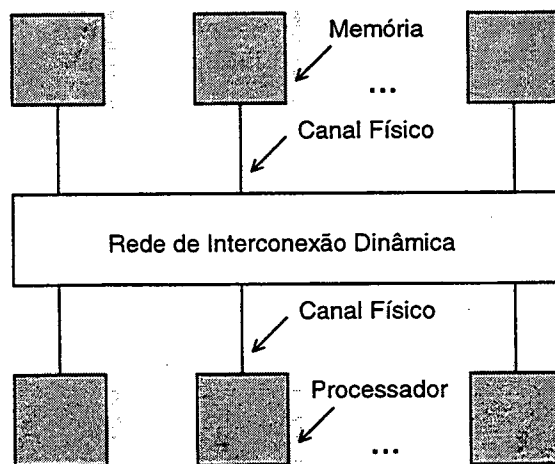 Memória
...
Canal Físico
Rede de Interconexão Dinâmica
Canal Físico
Processador
...